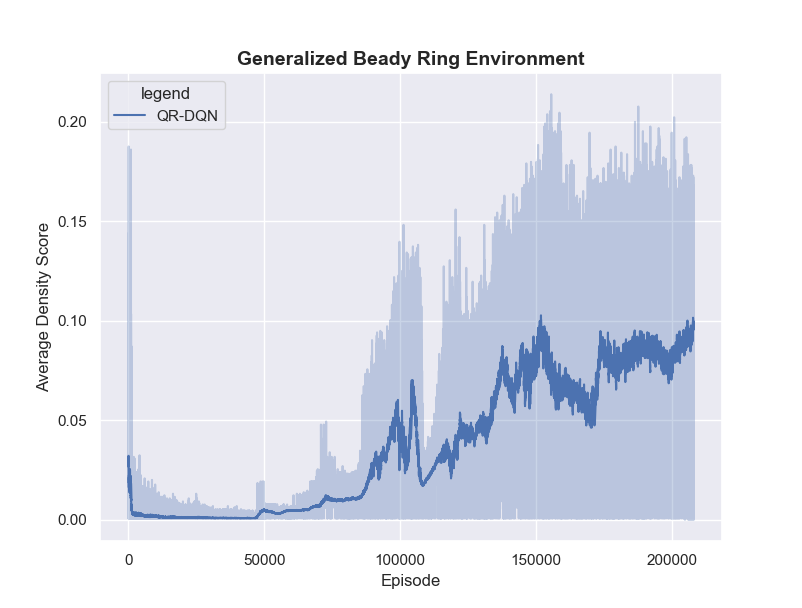 Generalized Beady Ring Environment
legend
QR-DQN
Average Density Score
0.20
0.15
0.10
0.05
0.00
0
50000
100000
150000
200000
Episode